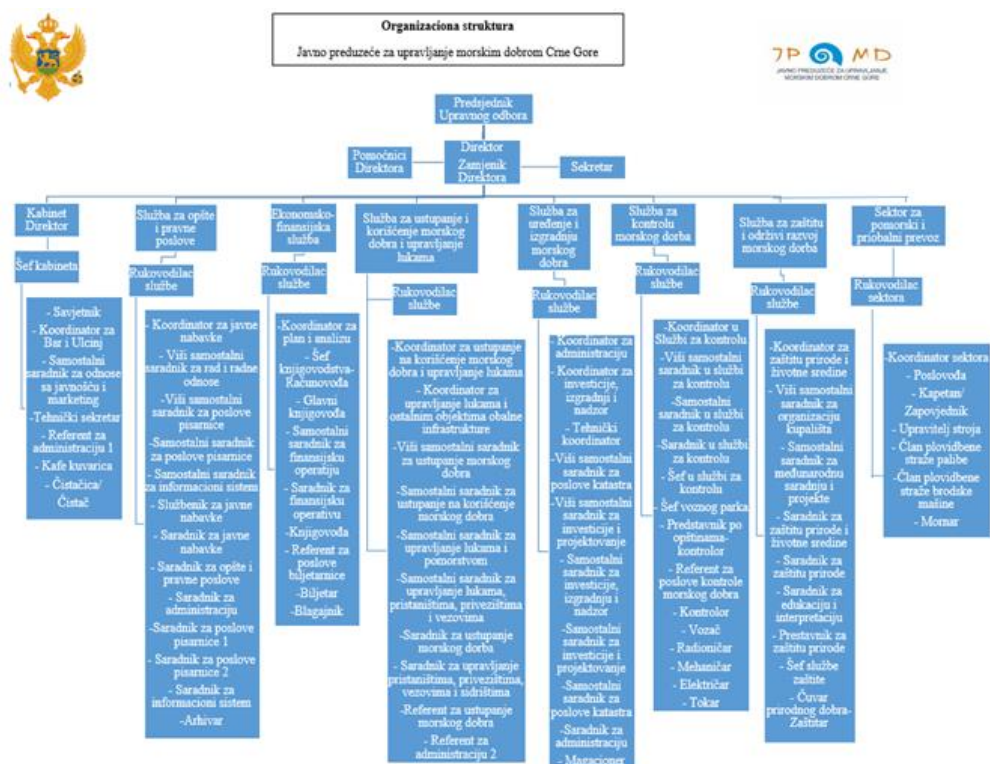 Organizaciona struktura
Javno preduzeće za upravljanje morskim dobrom Crne Gore
JP MD
JAVNO PREDUZEĆE ZA UPRAVLJANJE
MORSKIM DOBROM CRNE GORE
Predsjednik
Upravnog odbora
Pomoćnici
Direktora
Direktor
Zamjenik
Direktora
Sekretar
Kabinet
Direktor
Šef kabineta
- Savjetnik
- Koordinator za
Bar i Ulcinj
- Samostalni
saradnik za odnose
sa javnošću i
marketing
-Tehnički sekretar
- Referent za
administraciju 1
- Kafe kuvarica
- Čistačica/
Čistač
Služba za opšte
i pravne
poslove
Rukovodilac
službe
- Koordinator za javne
nabavke
- Viši samostalni
saradnik za rad i radne
odnose
-Viši samostalni
saradnik za poslove
pisarnice
-Samostalni saradnik
za poslove pisarnice
- Samostalni saradnik
za informacioni sistem
- Službenik za javne
nabavke
- Saradnik za javne
nabavke
- Saradnik za opšte i
pravne poslove
- Saradnik za
administraciju
-Saradnik za poslove
pisarnice 1
- Saradnik za poslove
pisarnice 2
- Saradnik za
informacioni sistem
-Arhivar
Ekonomsko-
finansijska
služba
Rukovodilac
službe
-Koordinator za
plan i analizu
- Šef
knjigovodstva-
Računovođa
- Glavni
knjigovođa
- Samostalni
saradnik za
finansijsku
operatiju
- Saradnik za
finansijsku
operativu
-Knjigovođa
- Referent za
poslove
biljetarnice
-Biljetar
-Blagajnik
Služba za ustupanje i
korišćenje morskog
dobra i upravljanje
lukama
Rukovodilac
službe
-Koordinator za ustupanje
na korišćenje morukog
dobra i upravljanje lukama
- Koordinator za
upravljanje lukama i
ostalnim objektima obalne
infrastrukture
-Viši samostalni saradnik
za ustupanje morskog
dobra
-Samostalni saradnik za
ustupanje na korišćenje
morskog dobra
-Samostalni saradnik za
upravljanje lukama i
pomorstvom
-Samostalni saradnik za
upravljanje lukama,
pristaništima, privezištima
i vezovima
-Saradnik za ustupanje
morskog dorba
- Saradnik za upravljanje
pristaništima, privezištima,
vezovima i sidrištima
-Referent za ustupanje
morskog dobra
- Referent za
administraciju 2
Služba za
uređenje i
izgradnju
morskog
dobra
Rukovodilac
službe
- Koordinator za
administraciju
- Koordinator za
investicije,
izgradnji i
nadzor
- Tehnički
koordinator
-Viši samostalni
saradnik za
poslove katastra
-Viši samostalni
saradnik za
investicije i
projektovanje
- Samostalni
saradnik za
investicije,
izgradnju i
nadzor
-Samostalni
saradnik za
investicije i
projektovanje
-Samostalni
saradnik za
poslove katastra
-Saradnik za
administraciju
- Magacioner
Služba za
kontrolu
morskog dorba
Rukovodilac
službe
-Koordinator u
Službi za kontrolu
-Viši samostalni
saradnik u službi
za kontrolu
-Samostalni
saradnik u službi
za kontrolu
-Saradnik u službi
za kontrolu
- Šef u službi za
kontrolu
- Šef voznog parka
- Predstavnik po
opštinama-
kontrolor
- Referent za
poslove kontrole
morskog dobra
- Kontrolor
- Vozač
- Radioničar
- Mehaničar
- Električar
- Tokar
Služba za zaštitu
i održivi razvoj
morskog dorba
Rukovodilac
službe
-Koordinator za
zaštitu prirode i
životne sredine
- Viši samostalni
saradnik za
organizaciju
kupališta
- Samostalni
saradnik za
međunarodnu
saradnju i
projekte
- Saradnik za
zaštitu prirode i
životne sredine
- Saradnik za
zaštitu prirode
- Saradnik za
edukaciju i
interpretaciju
- Prestavnik za
zaštitu prirode
- Šef službe
zaštite
- Čuvar
prirodnog dobra-
Zaštitar
Sektor za
pomorski i
priobalni prevoz
Rukovodilac
sektora
-Koordinator sektora
- Poslovođa
- Kapetan/
Zapovjednik
- Upravitelj stroja
- Član plovidbene
straže palibe
-Član plovidbene
straže brodske
mašine
- Mornar